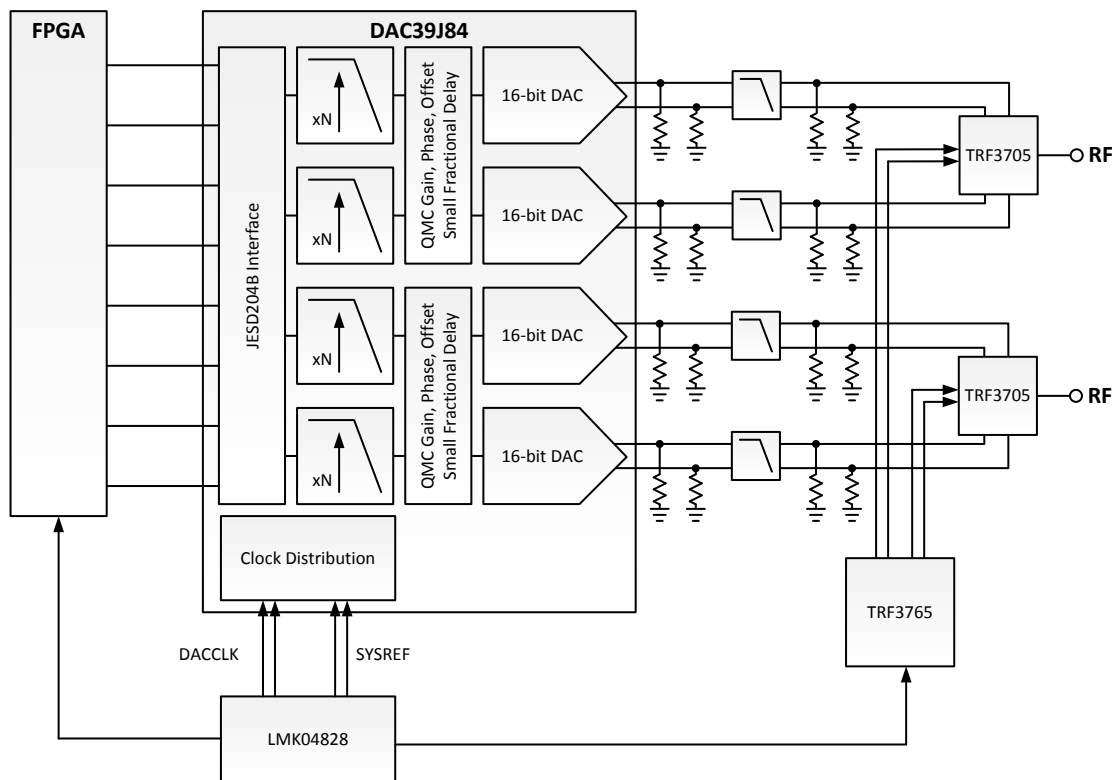 FPGA
DAC39J84
JESD204B Interface
xN
QMC Gain, Phase, Offset
Small Fractional Delay
16-bit DAC
xN
16-bit DAC
TRF3705
RF
xN
QMC Gain, Phase, Offset
Small Fractional Delay
16-bit DAC
xN
16-bit DAC
TRF3705
RF
Clock Distribution
TRF3765
DACCLK
SYSREF
LMK04828